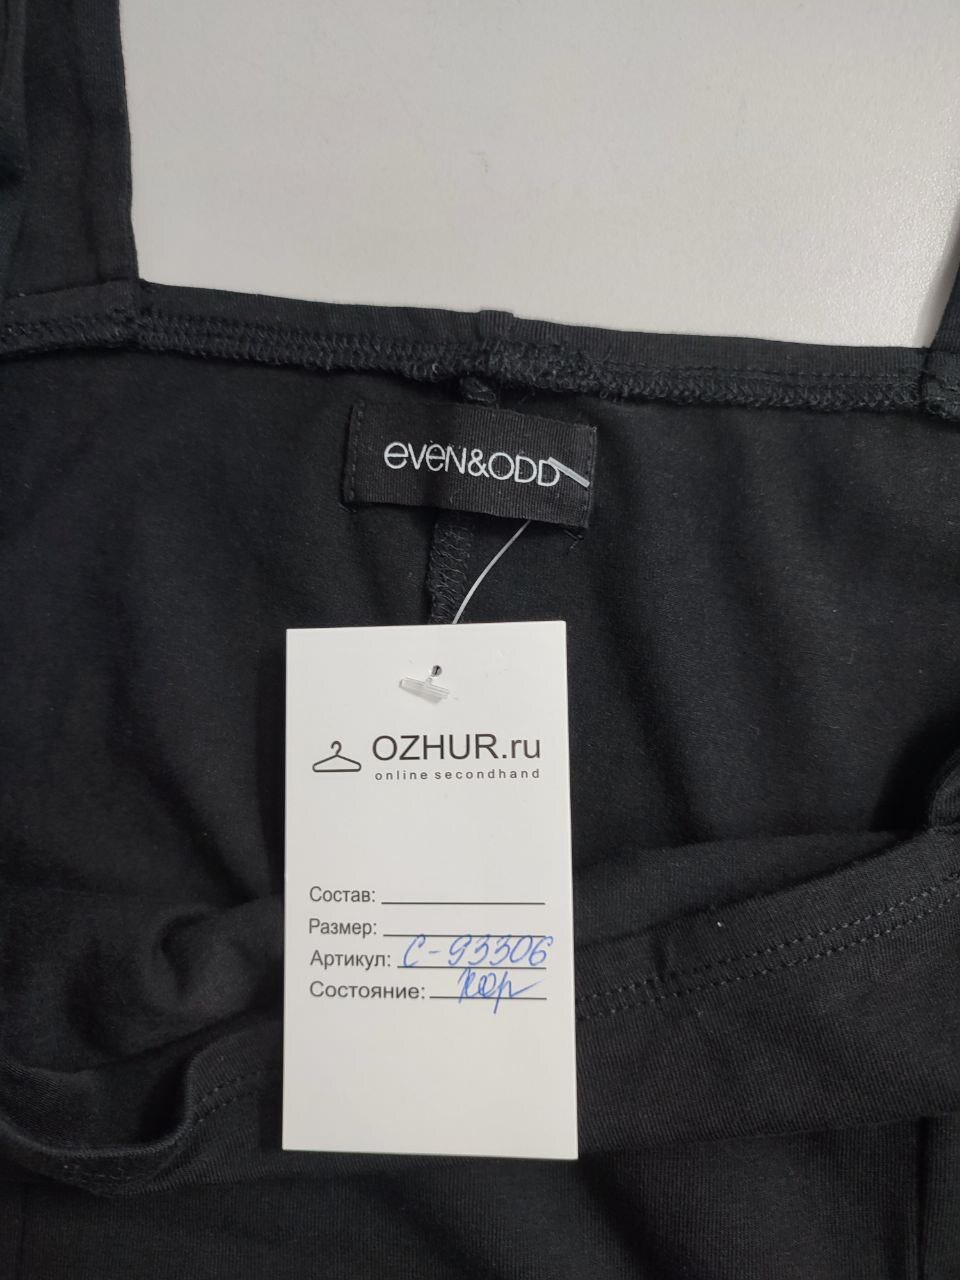 eVeN&ODD
OZHUR.ru
online secondhand
Состав:
Размер:
Артикул: С-93306
Состояние: хор